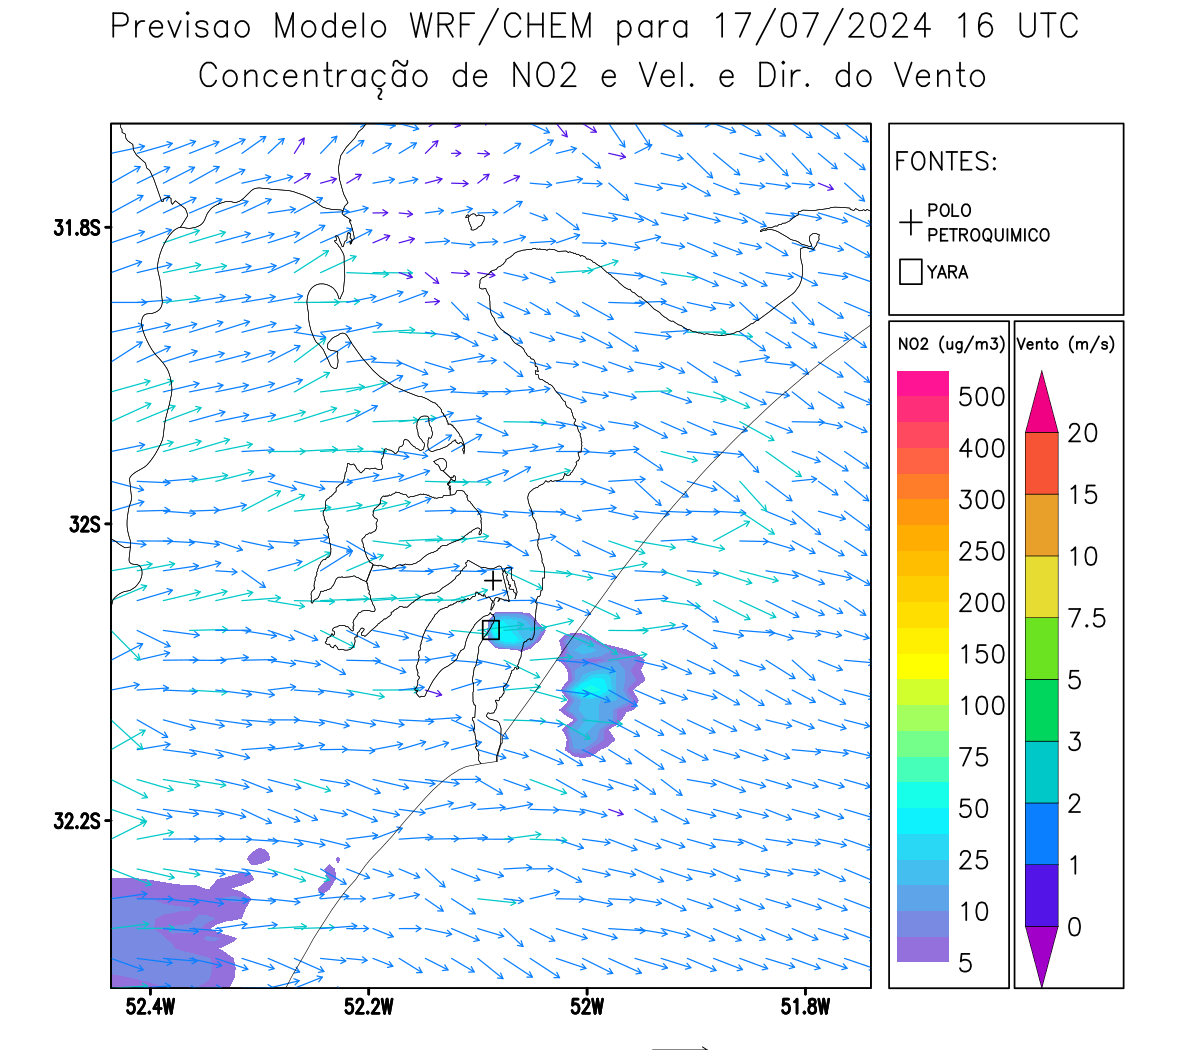 Previsao Modelo WRF/CHEM para 17/07/2024 16 UTC
Concentração de NO2 e Vel. e Dir. do Vento
FONTES:
POLO
PETROQUIMICO
YARA
31.8S
32S
32.2S
52.4W
52.2W
52W
51.8W
NO2 (ug/m3)
500
400
300
250
200
150
100
75
50
25
10
5
Vento (m/s)
20
15
10
7.5
5
3
2
1
0